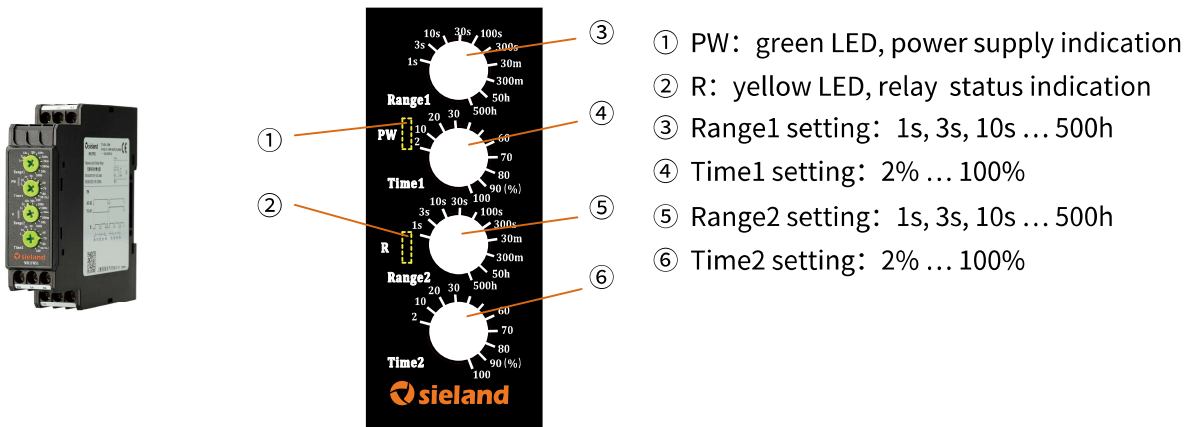 ① PW: green LED, power supply indication
② R: yellow LED, relay status indication
③ Range1 setting: 1s, 3s, 10s ... 500h
④ Time1 setting: 2% ... 100%
⑤ Range2 setting: 1s, 3s, 10s ... 500h
⑥ Time2 setting: 2% ... 100%
①
②
③
④
⑤
⑥
1s 3s 10s 30s 100s 300s 30m 300m 50h 500h
Range1
PW
2 10 20 30 60 70 80 90 (%) 100
Time1
1s 3s 10s 30s 100s 300s 30m 300m 50h 500h
R
Range2
2 10 20 30 60 70 80 90 (%) 100
Time2
sieland
sieland